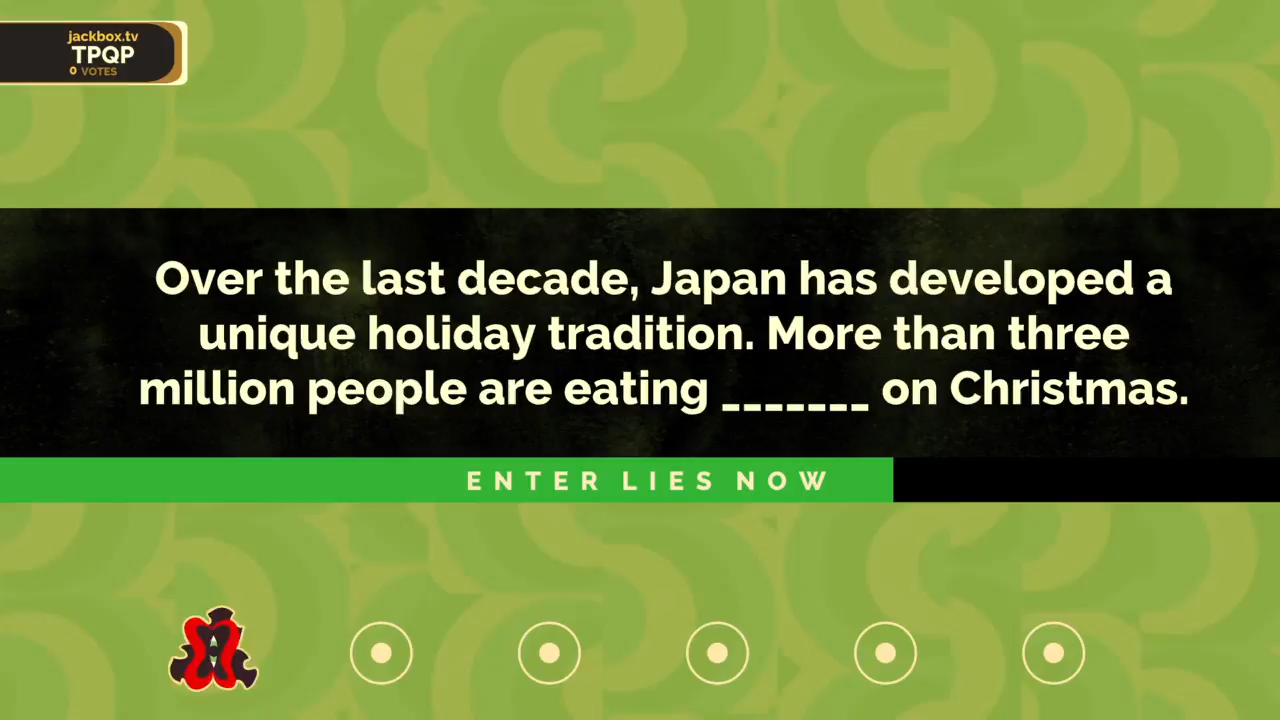 jackbox.tv
TPQP
0 VOTES
Over the last decade, Japan has developed a
unique holiday tradition. More than three
million people are eating _______ on Christmas.
ENTER LIES NOW